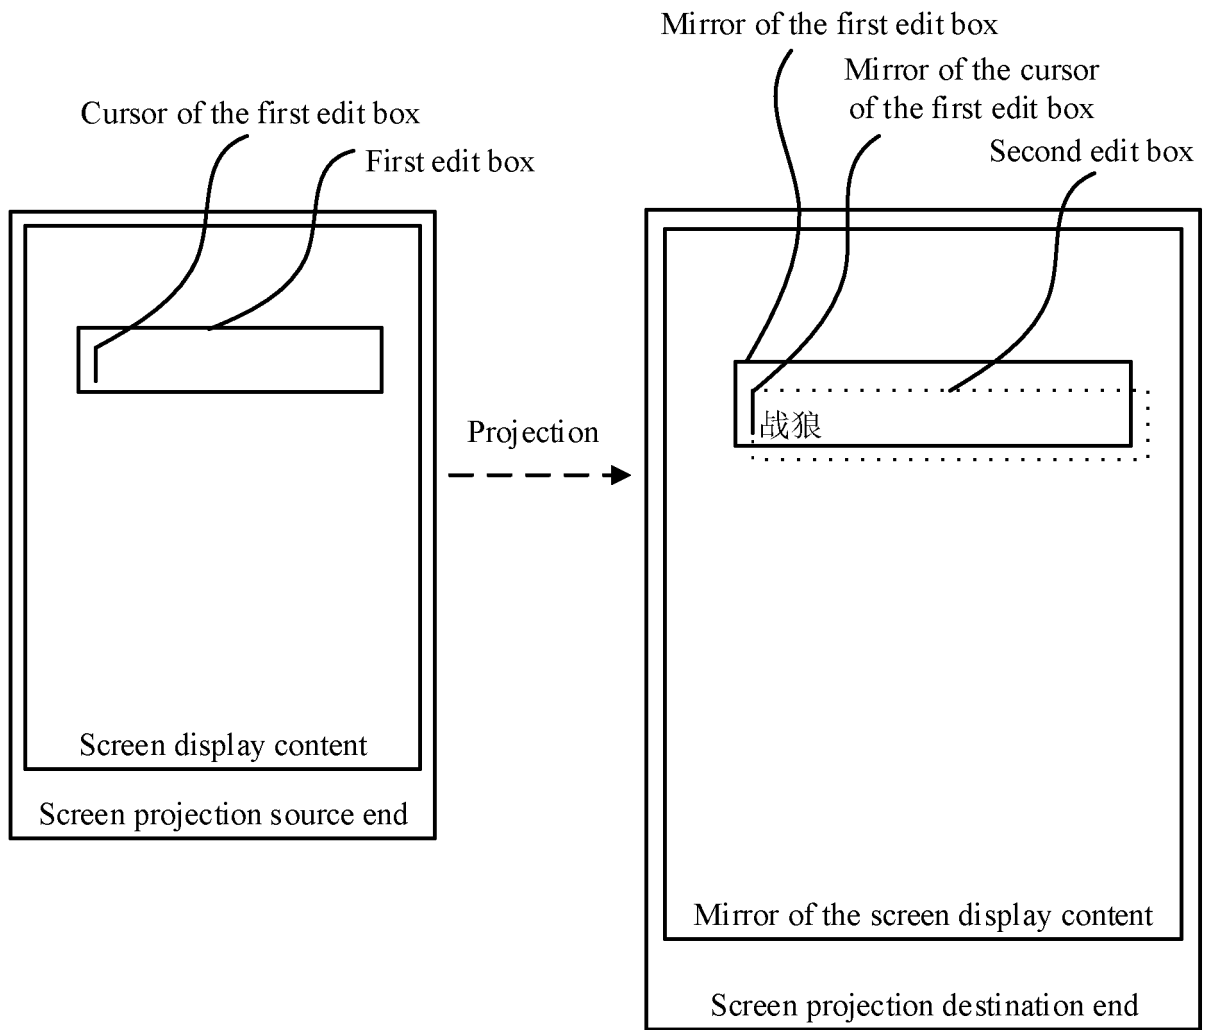 Mirror of the first edit box
Mirror of the cursor
of the first edit box
Cursor of the first edit box
First edit box
Second edit box
战狼
Projection
Screen display content
Screen projection source end
Mirror of the screen display content
Screen projection destination end